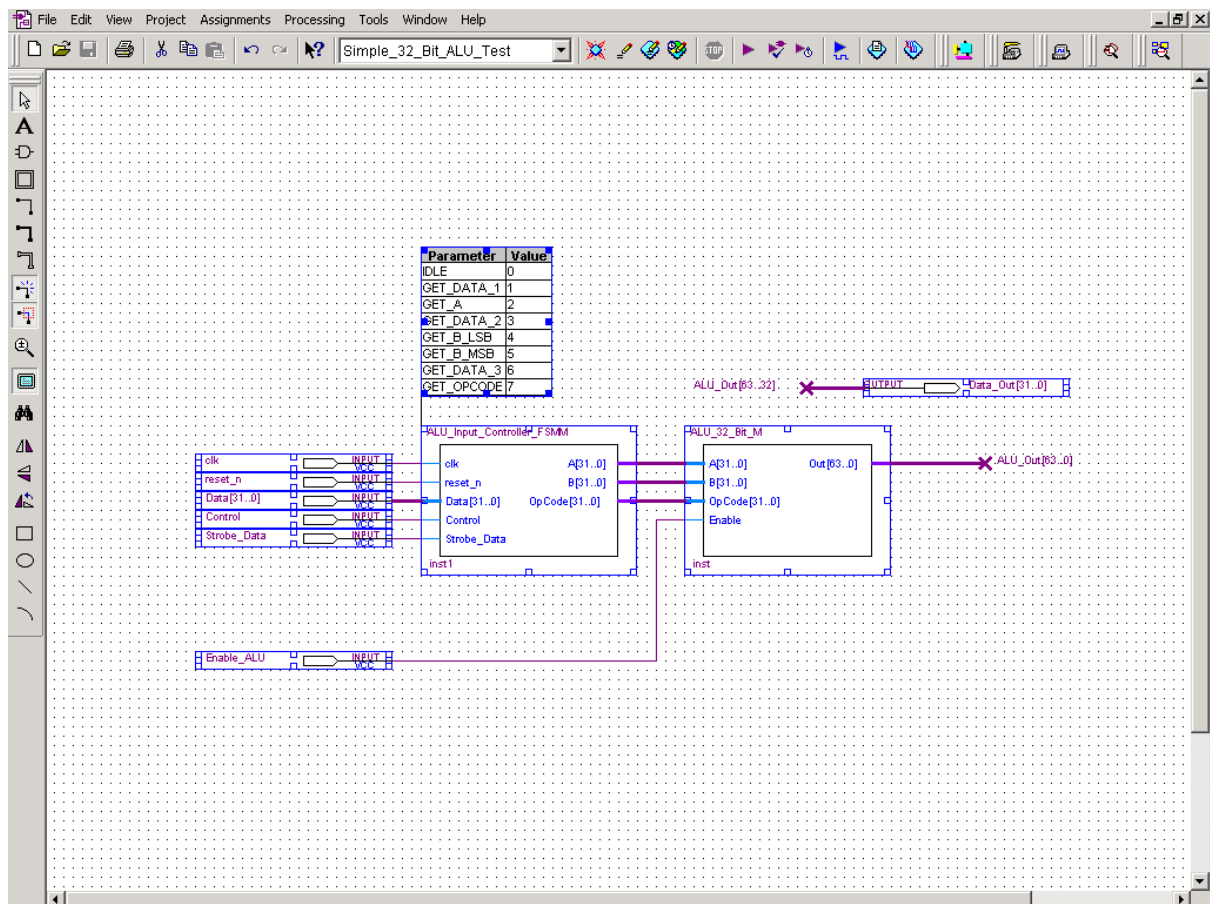 File Edit View Project Assignments Processing Tools Window Help
Simple_32_Bit_ALU_Test
STOP
A
Parameter Value
IDLE 0
GET_DATA_1 1
GET_A 2
GET_DATA_2 3
GET_B_LSB 4
GET_B_MSB 5
GET_DATA_3 6
GET_OPCODE 7
ALU_Out[63..32] OUTPUT Data_Out[31..0]
ALU_Input_Controller_FSMM ALU_32_Bit_M
clk INPUT VCC clk A[31..0] A[31..0] Out[63..0] ALU_Out[63..0]
reset_n INPUT VCC reset_n B[31..0] B[31..0]
Data[31..0] INPUT VCC Data[31..0] OpCode[31..0] OpCode[31..0]
Control INPUT VCC Control Enable
Strobe_Data INPUT VCC Strobe_Data
inst1 inst
Enable_ALU INPUT VCC